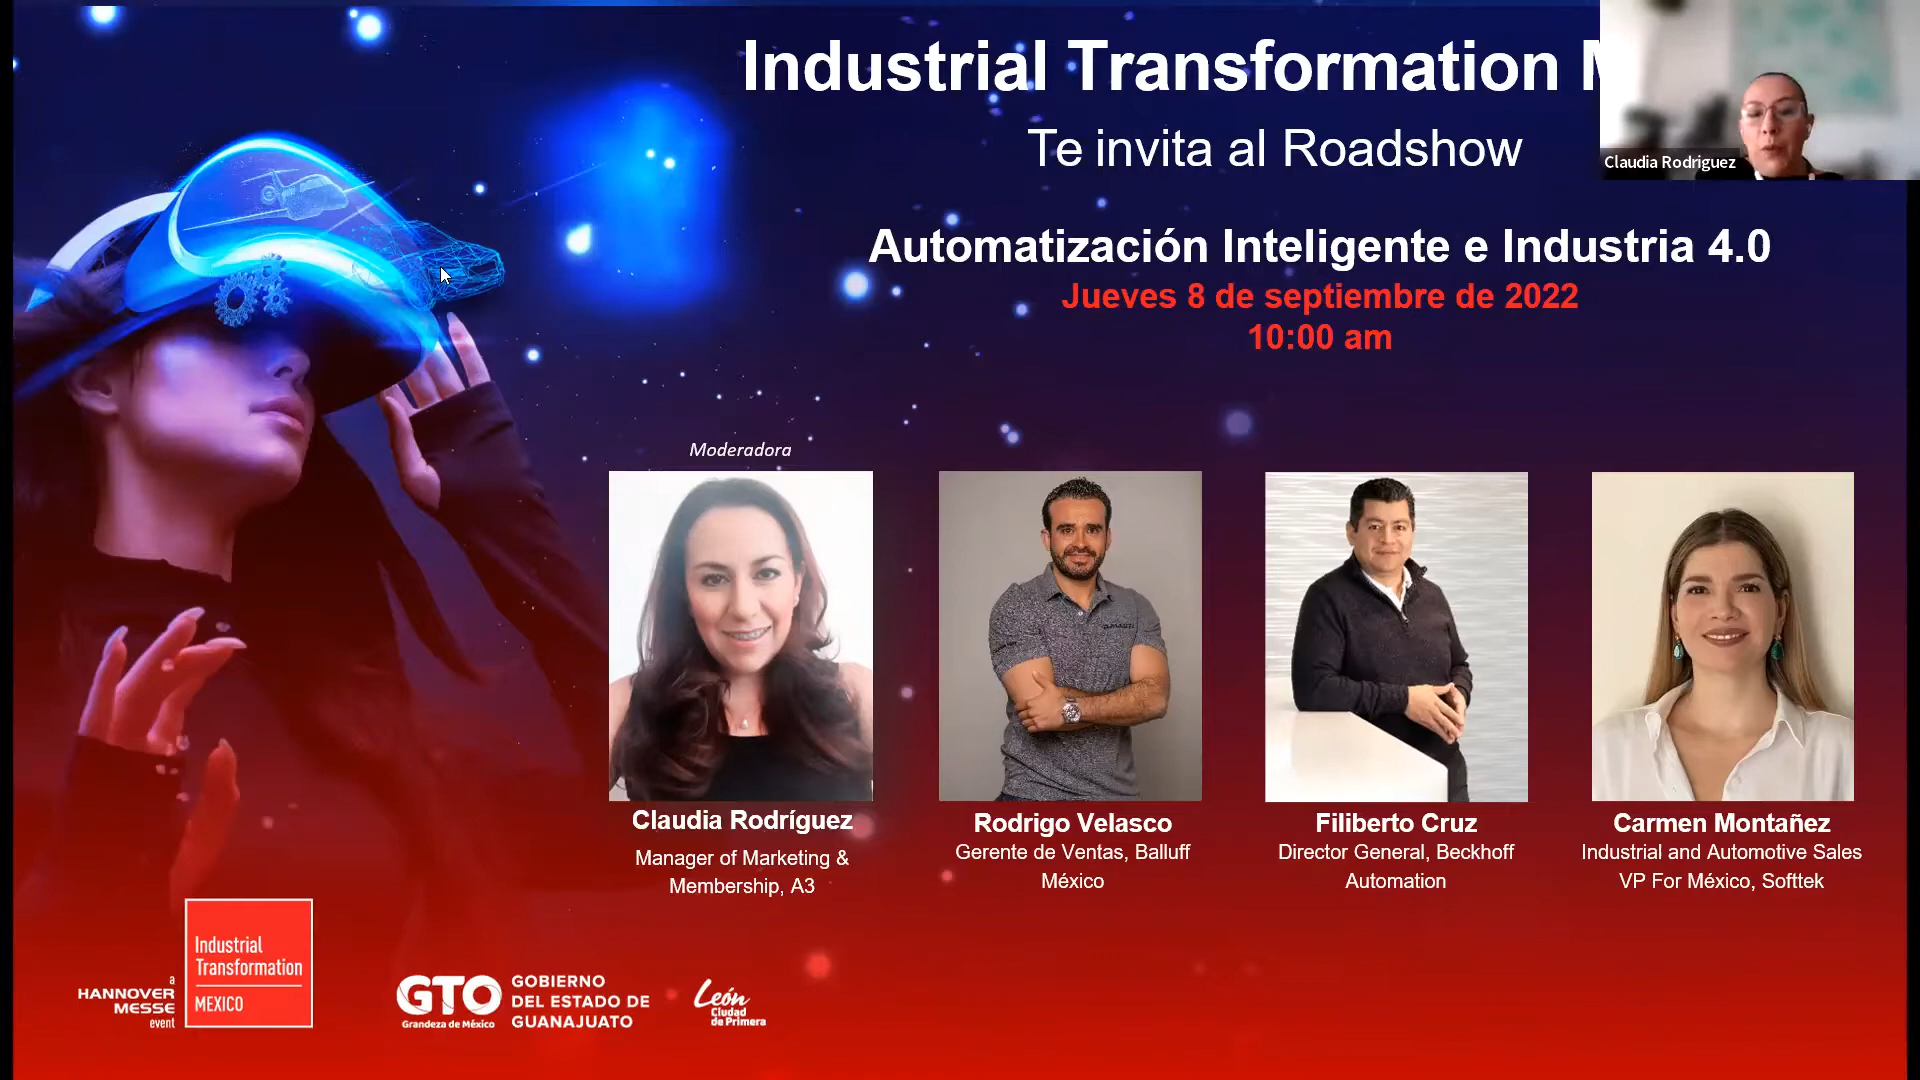 Industrial Transformation M
Te invita al Roadshow
Claudia Rodriguez
Automatización Inteligente e Industria 4.0
Jueves 8 de septiembre de 2022
10:00 am
Moderadora
Claudia Rodríguez
Manager of Marketing &
Membership, A3
Rodrigo Velasco
Gerente de Ventas, Balluff
México
Filiberto Cruz
Director General, Beckhoff
Automation
Carmen Montañez
Industrial and Automotive Sales
VP For México, Softtek
a
HANNOVER
MESSE
event
Industrial
Transformation
MEXICO
GTO
Grandeza de México
GOBIERNO
DEL ESTADO DE
GUANAJUATO
León
Ciudad
de Primera